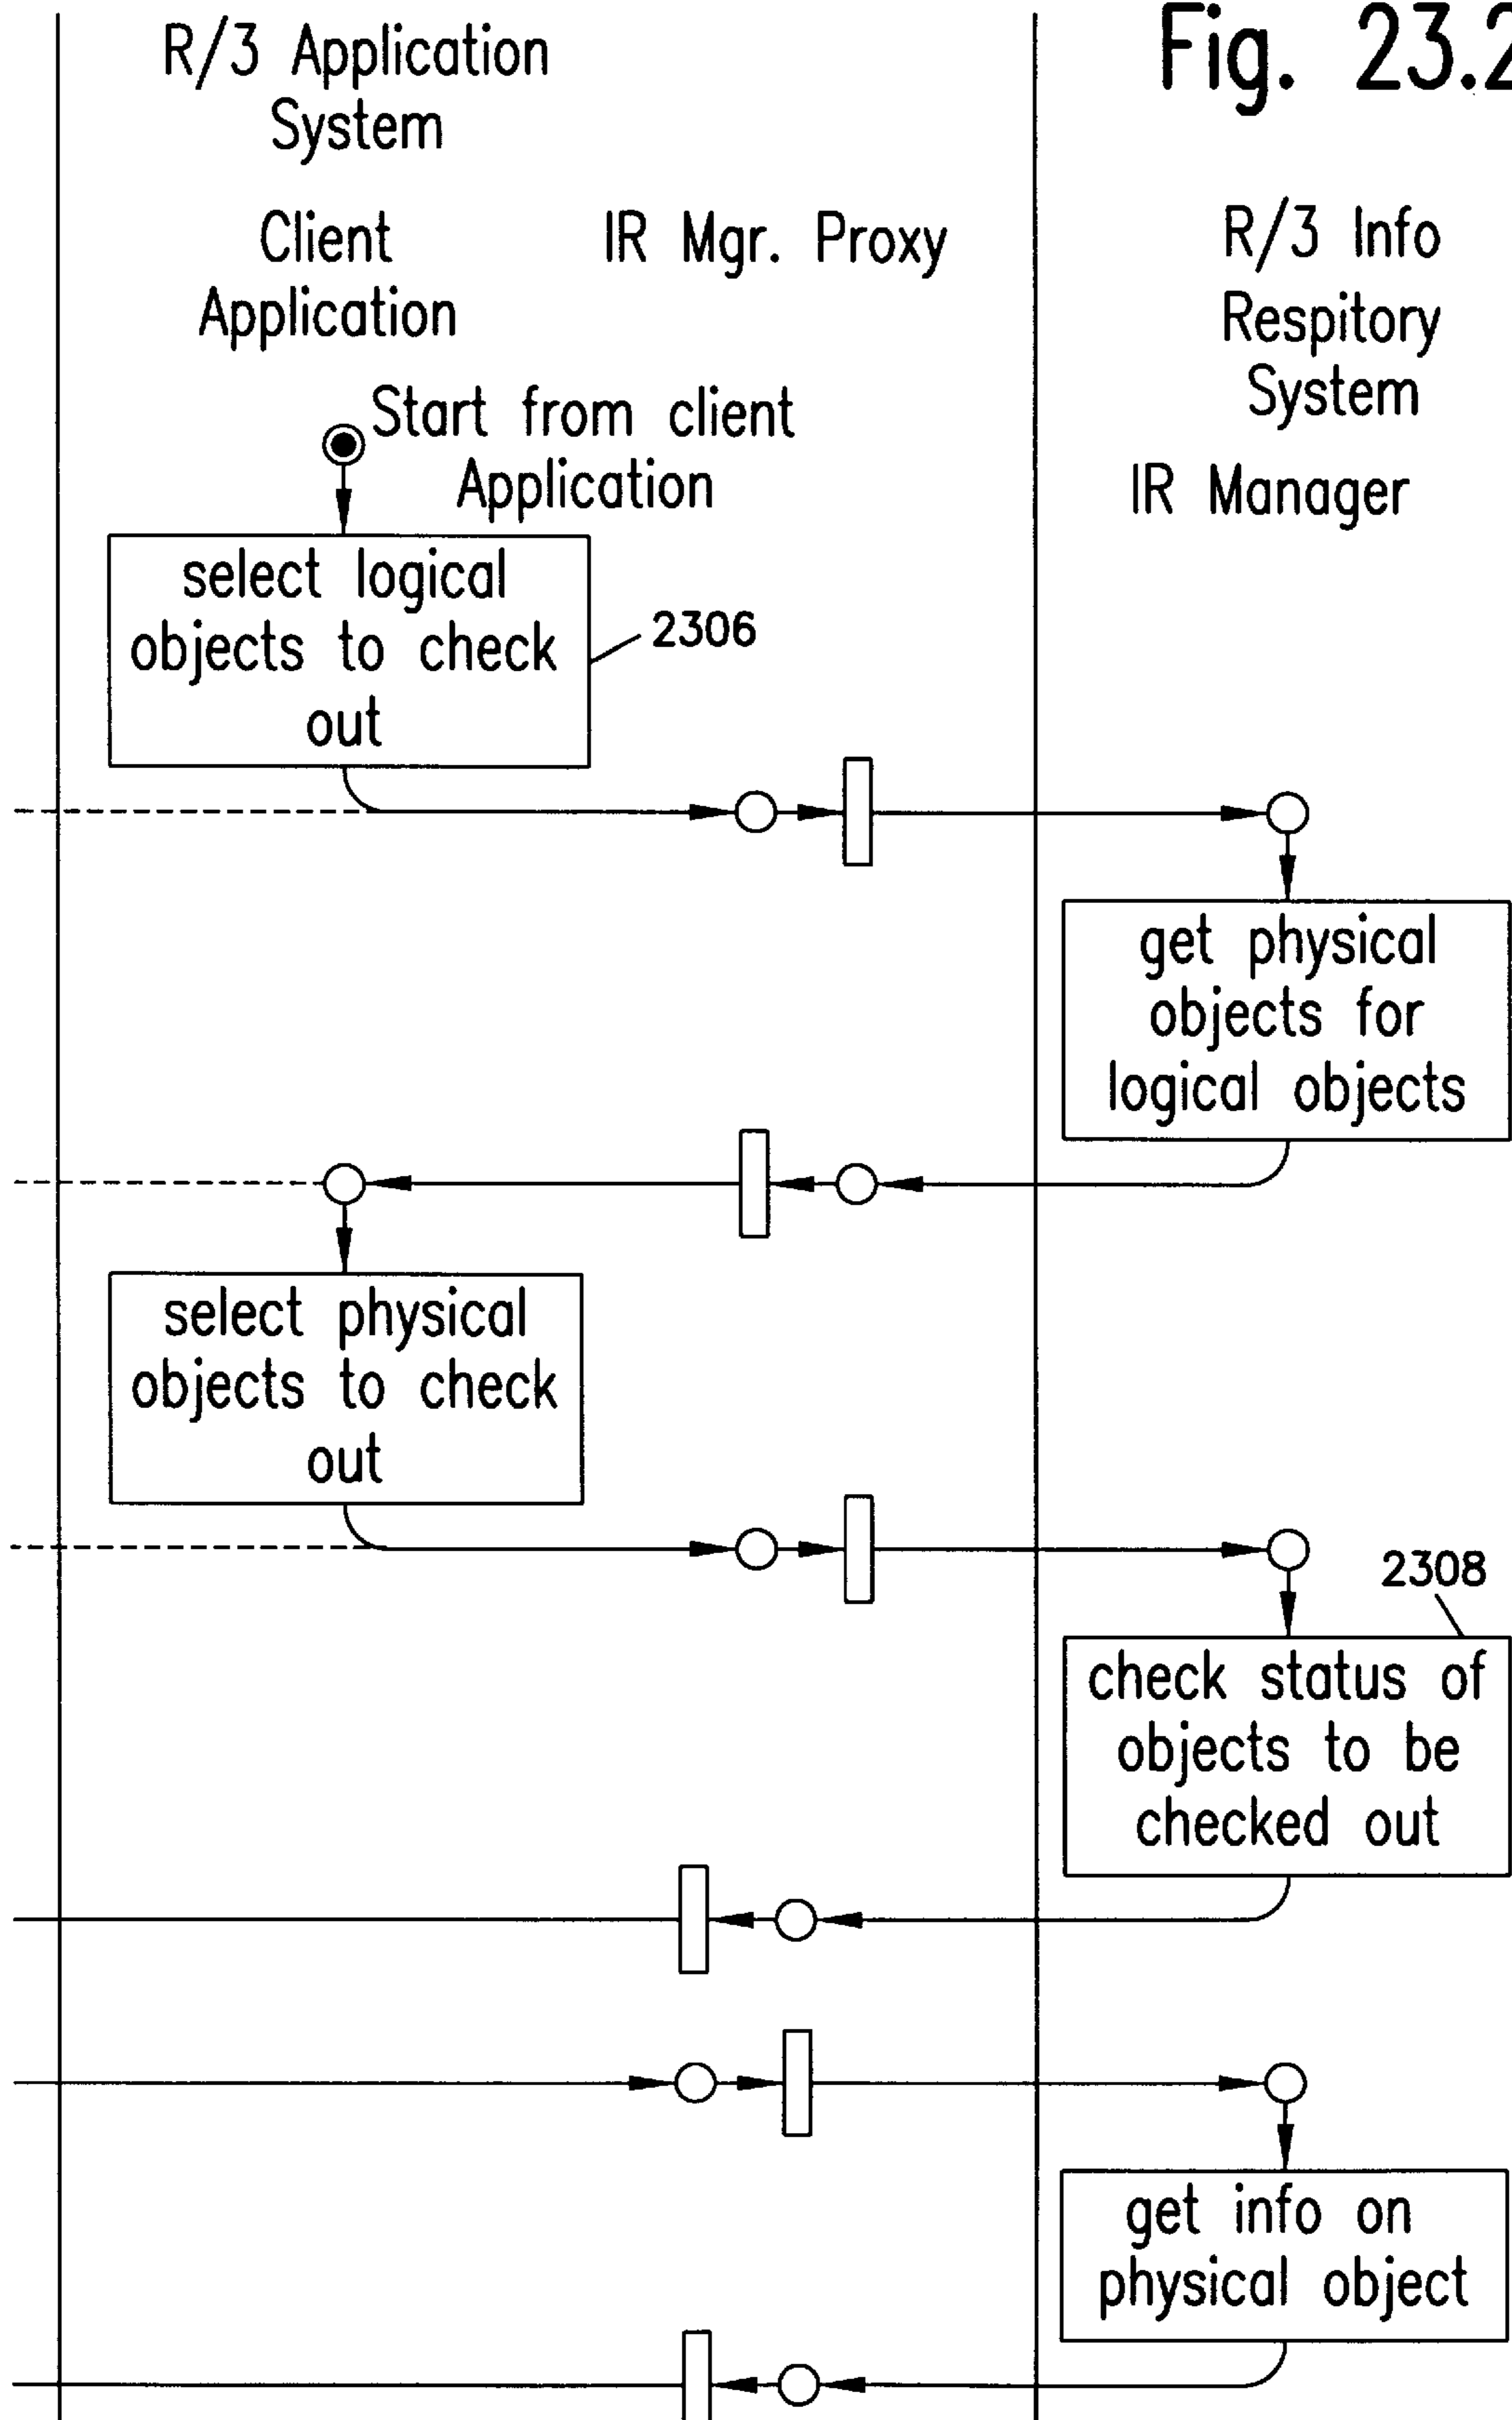 Fig. 23.2
R/3 Application
System
Client
Application
IR Mgr. Proxy
R/3 Info
Respitory
System
IR Manager
Start from client
Application
select logical
objects to check
out
2306
get physical
objects for
logical objects
select physical
objects to check
out
2308
check status of
objects to be
checked out
get info on
physical object